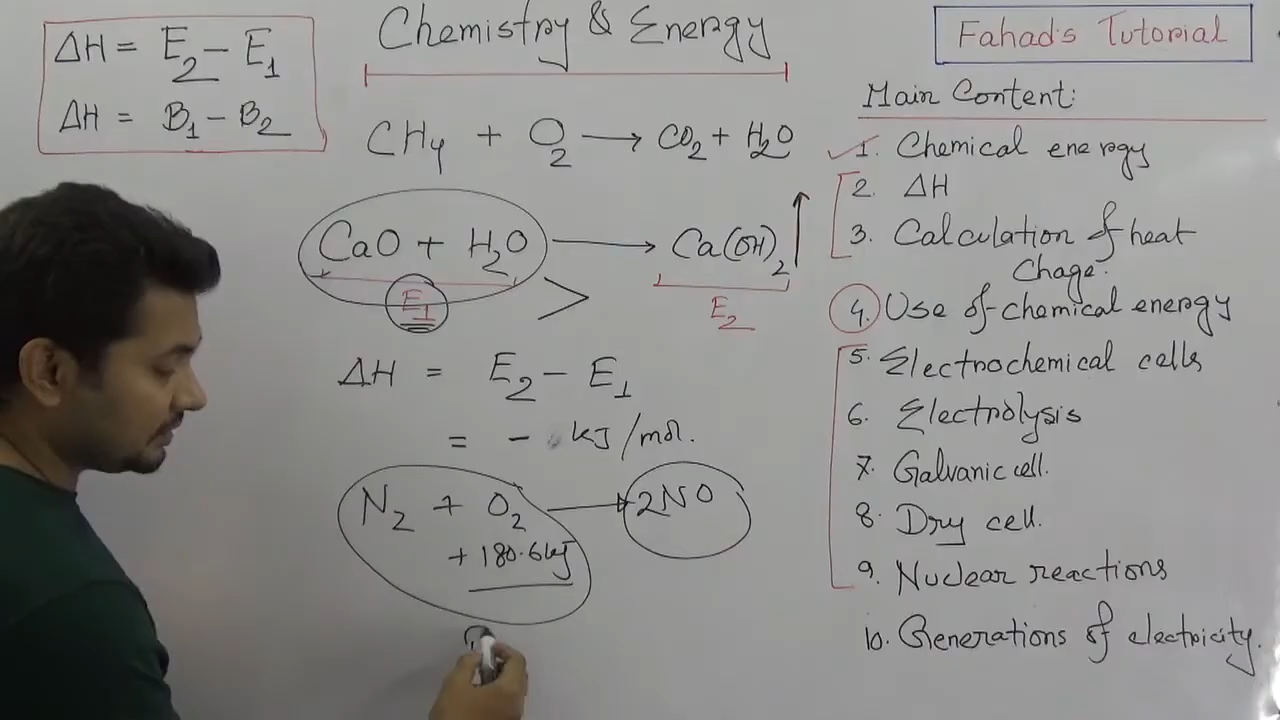 ΔH = E₂ – E₁
ΔH = B₁ – B₂
Chemistry & Energy
CH₄ + O₂ → CO₂ + H₂O
CaO + H₂O → Ca(OH)₂
E₁ > E₂
ΔH = E₂ – E₁
= – kJ/mol.
N₂ + O₂ → 2NO
+ 180.6 kJ
Fahad's Tutorial
Main Content:
1. Chemical energy
2. ΔH
3. Calculation of heat
Chage.
4. Use of chemical energy
5. Electrochemical cells
6. Electrolysis
7. Galvanic cell.
8. Dry cell.
9. Nuclear reactions
10. Generations of electricity.